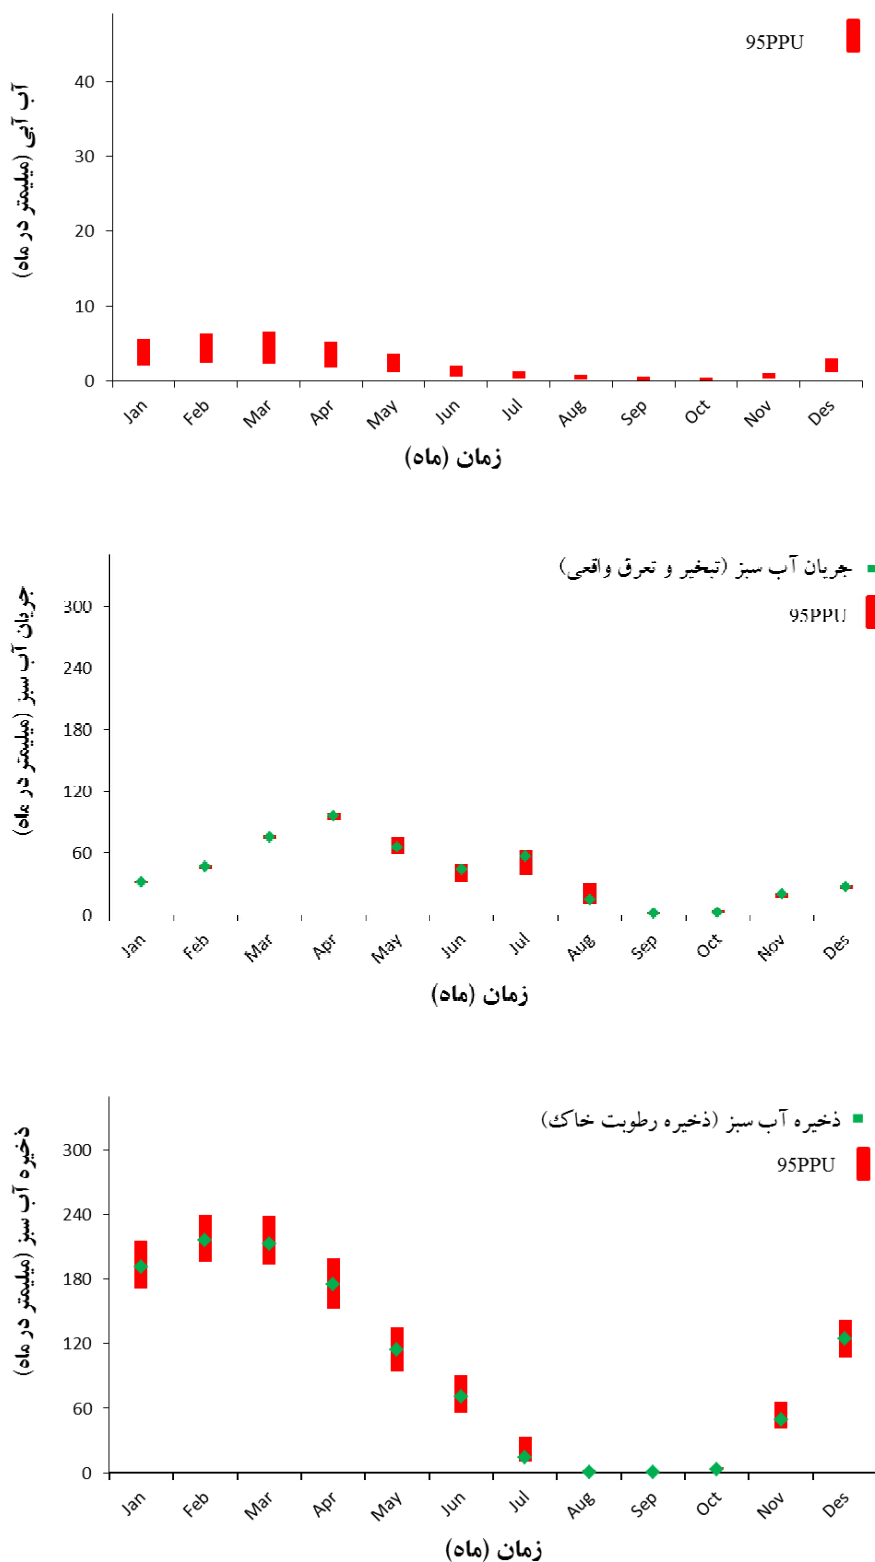 95PPU
آب آبی (میلیمتر در ماه)
40
30
20
10
0
Jan Feb Mar Apr May Jun Jul Aug Sep Oct Nov Des
زمان (ماه)
جریان آب سبز (تبخیر و تعرق واقعی)
95PPU
جریان آب سبز (میلیمتر در ماه)
300
240
180
120
60
0
Jan Feb Mar Apr May Jun Jul Aug Sep Oct Nov Des
زمان (ماه)
ذخیره آب سبز (ذخیره رطوبت خاك)
95PPU
ذخیره آب سبز (میلیمتر در ماه)
300
240
180
120
60
0
Jan Feb Mar Apr May Jun Jul Aug Sep Oct Nov Des
زمان (ماه)